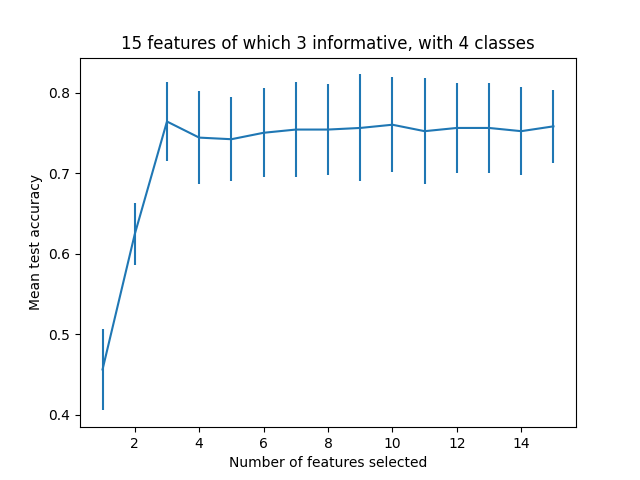 15 features of which 3 informative, with 4 classes
0.8
0.7
0.6
0.5
0.4
Mean test accuracy
2 4 6 8 10 12 14
Number of features selected